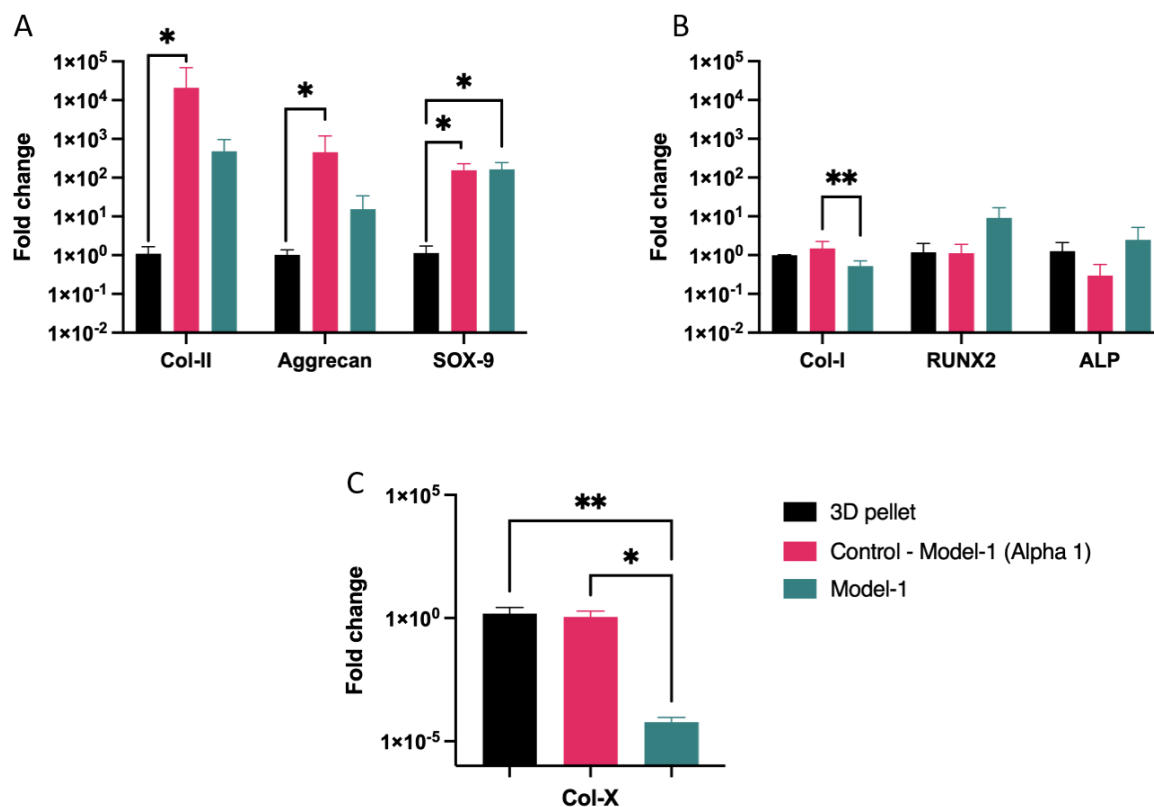 A
Fold change
1×10⁵
1×10⁴
1×10³
1×10²
1×10¹
1×10⁰
1×10⁻¹
1×10⁻²
*
*
*
*
Col-II Aggrecan SOX-9
B
Fold change
1×10⁵
1×10⁴
1×10³
1×10²
1×10¹
1×10⁰
1×10⁻¹
1×10⁻²
**
Col-I RUNX2 ALP
C
Fold change
1×10⁵
1×10⁰
1×10⁻⁵
**
*
Col-X
3D pellet
Control - Model-1 (Alpha 1)
Model-1